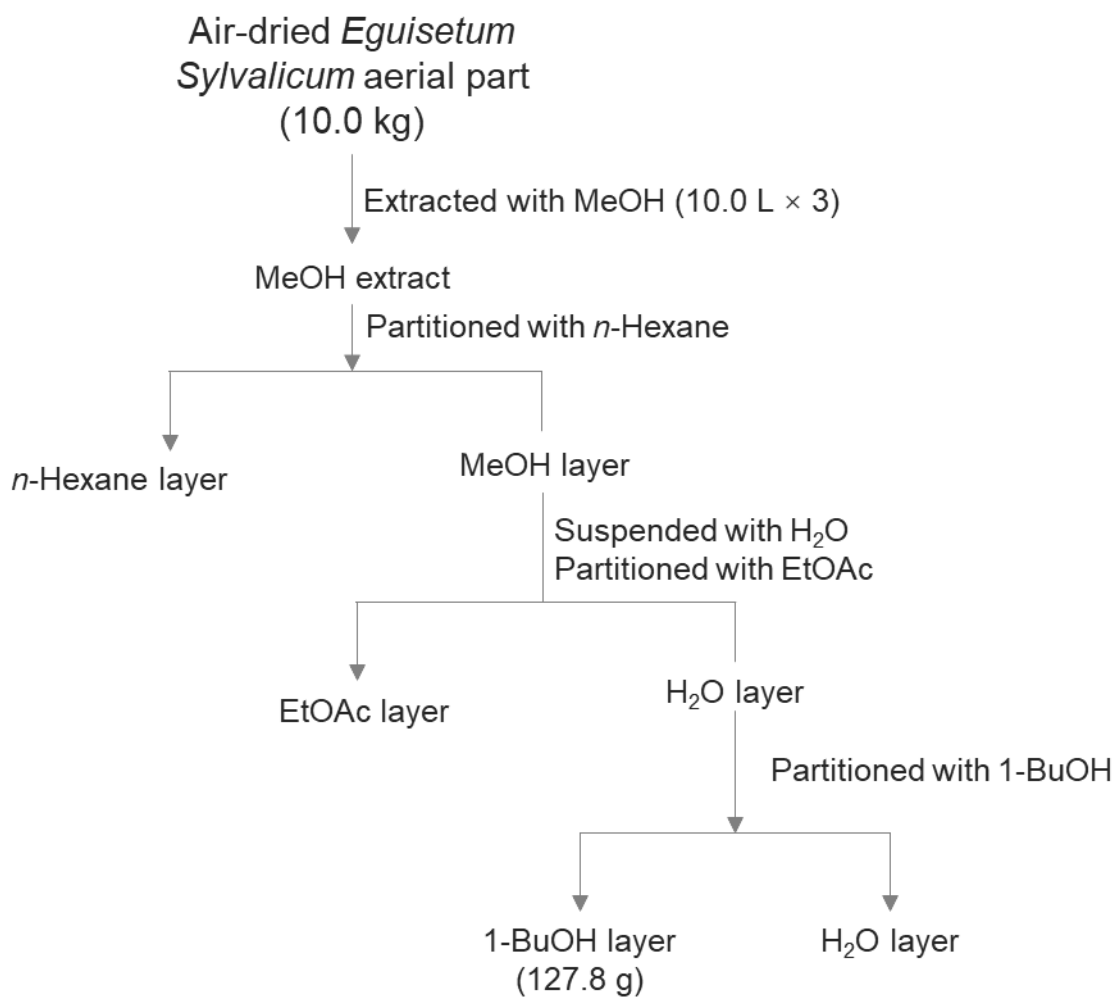 Air-dried Eguisetum
Sylvalicum aerial part
(10.0 kg)
Extracted with MeOH (10.0 L × 3)
MeOH extract
Partitioned with n-Hexane
n-Hexane layer
MeOH layer
Suspended with H₂O
Partitioned with EtOAc
EtOAc layer
H₂O layer
Partitioned with 1-BuOH
1-BuOH layer
(127.8 g)
H₂O layer